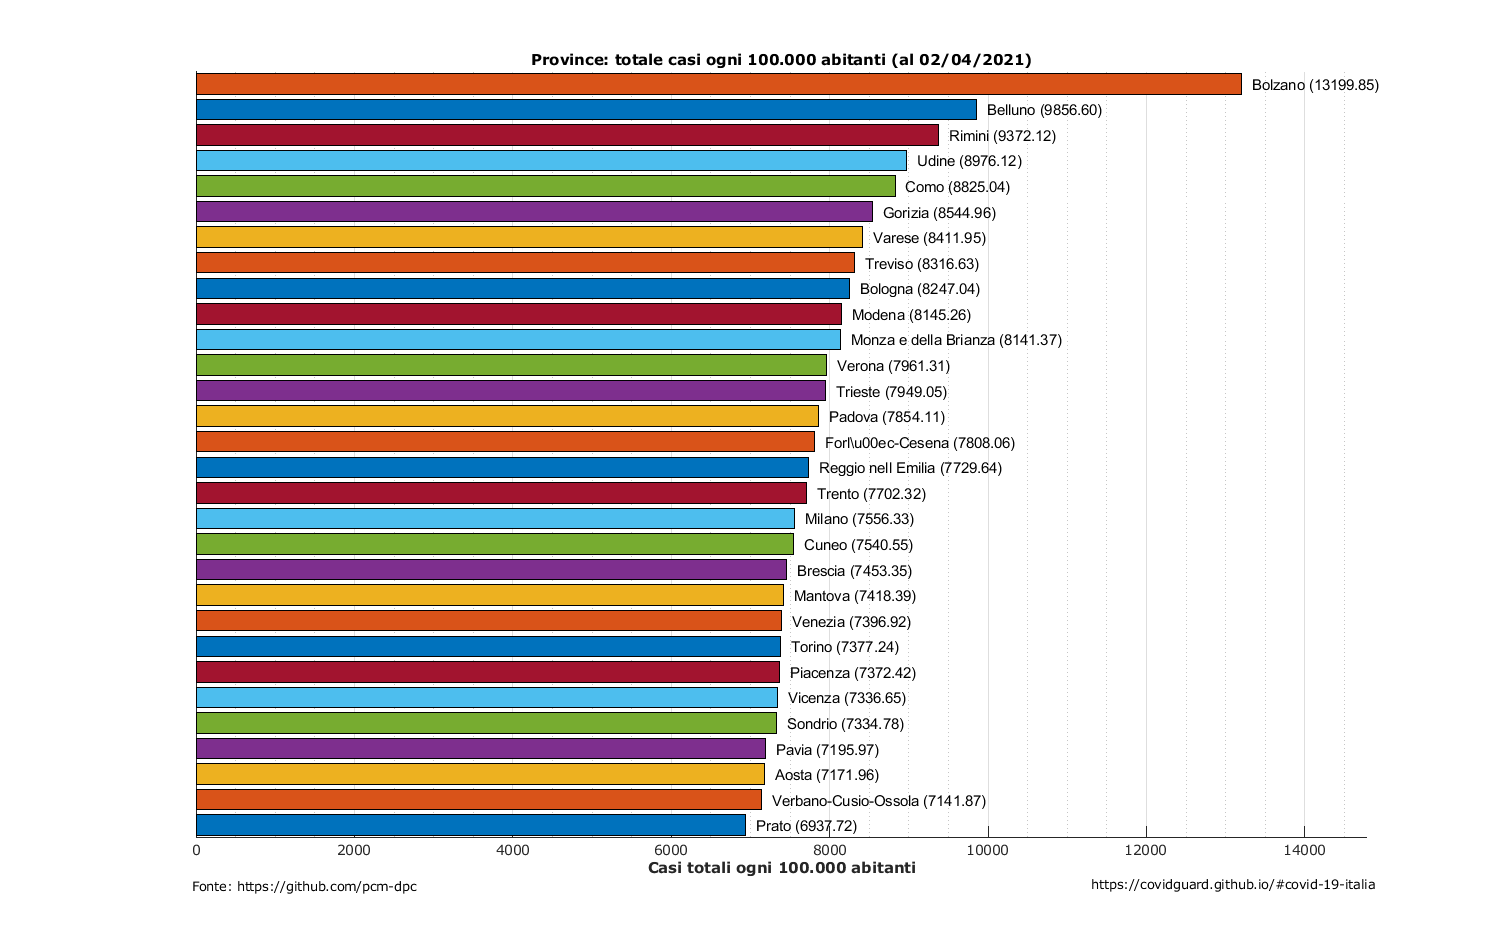 Province: totale casi ogni 100.000 abitanti (al 02/04/2021)
Bolzano (13199.85)
Belluno (9856.60)
Rimini (9372.12)
Udine (8976.12)
Como (8825.04)
Gorizia (8544.96)
Varese (8411.95)
Treviso (8316.63)
Bologna (8247.04)
Modena (8145.26)
Monza e della Brianza (8141.37)
Verona (7961.31)
Trieste (7949.05)
Padova (7854.11)
Forl\u00ec-Cesena (7808.06)
Reggio nell Emilia (7729.64)
Trento (7702.32)
Milano (7556.33)
Cuneo (7540.55)
Brescia (7453.35)
Mantova (7418.39)
Venezia (7396.92)
Torino (7377.24)
Piacenza (7372.42)
Vicenza (7336.65)
Sondrio (7334.78)
Pavia (7195.97)
Aosta (7171.96)
Verbano-Cusio-Ossola (7141.87)
Prato (6937.72)
0 2000 4000 6000 8000 10000 12000 14000
Casi totali ogni 100.000 abitanti
Fonte: https://github.com/pcm-dpc
https://covidguard.github.io/#covid-19-italia